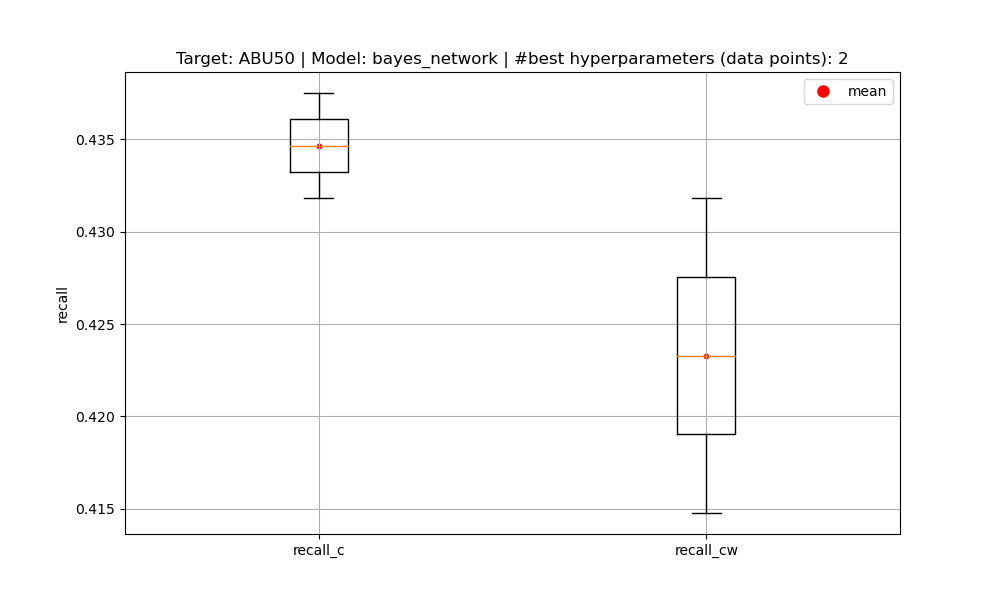 Target: ABU50 | Model: bayes_network | #best hyperparameters (data points): 2
mean
0.435
0.430
0.425
0.420
0.415
recall
recall_c
recall_cw